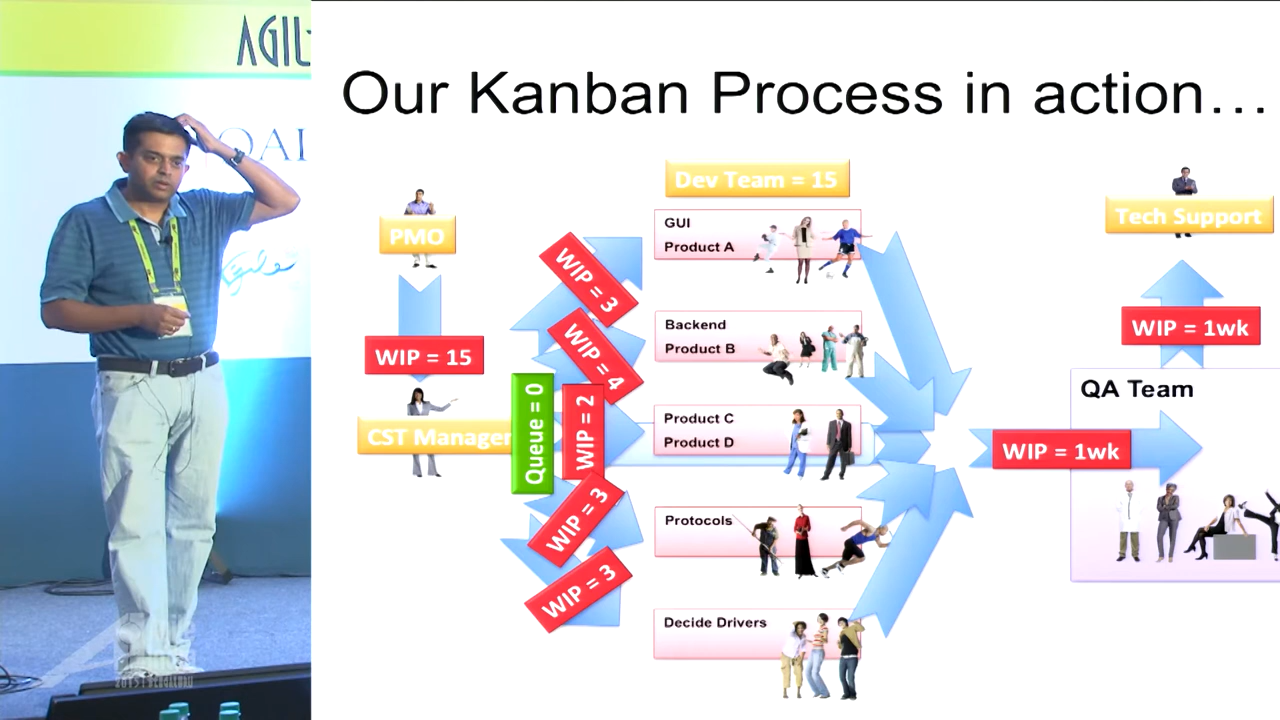 Our Kanban Process in action...
Dev Team = 15
PMO
WIP = 15
CST Manager
Queue = 0
WIP = 3
WIP = 4
WIP = 2
WIP = 3
WIP = 3
GUI
Product A
Backend
Product B
Product C
Product D
Protocols
Decide Drivers
Tech Support
WIP = 1wk
QA Team
WIP = 1wk